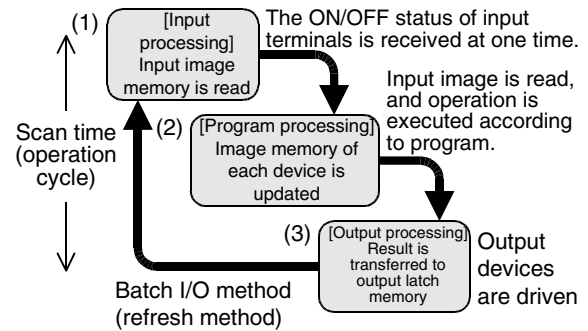 (1)
[Input
processing]
Input image
memory is read
The ON/OFF status of input
terminals is received at one time.
Input image is read,
and operation is
executed according
to program.
Scan time
(operation
cycle)
(2)
[Program processing]
Image memory of
each device is
updated
(3)
[Output processing]
Result is
transferred to
output latch
memory
Output
devices
are driven
Batch I/O method
(refresh method)